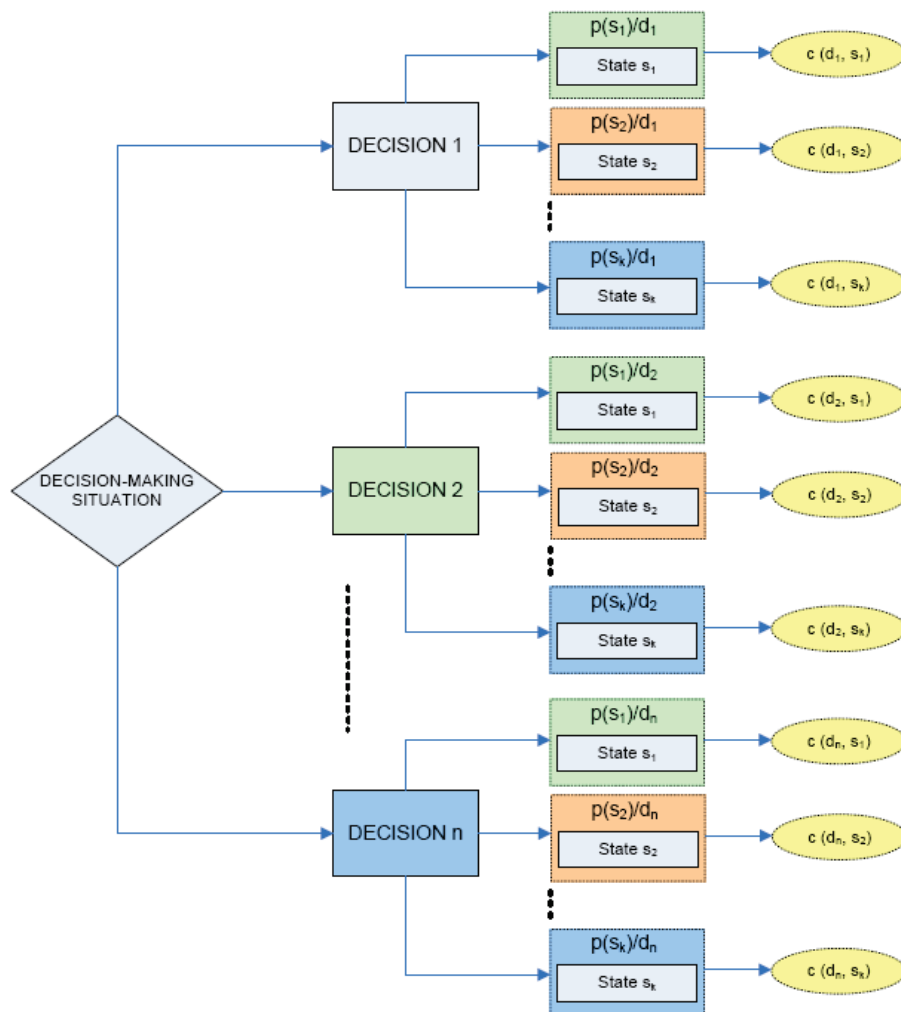 p(s₁)/d₁
State s₁
c (d₁, s₁)
DECISION 1
p(s₂)/d₁
State s₂
c (d₁, s₂)
p(sₖ)/d₁
State sₖ
c (d₁, sₖ)
p(s₁)/d₂
State s₁
c (d₂, s₁)
DECISION-MAKING
SITUATION
DECISION 2
p(s₂)/d₂
State s₂
c (d₂, s₂)
p(sₖ)/d₂
State sₖ
c (d₂, sₖ)
p(s₁)/dₙ
State s₁
c (dₙ, s₁)
DECISION n
p(s₂)/dₙ
State s₂
c (dₙ, s₂)
p(sₖ)/dₙ
State sₖ
c (dₙ, sₖ)